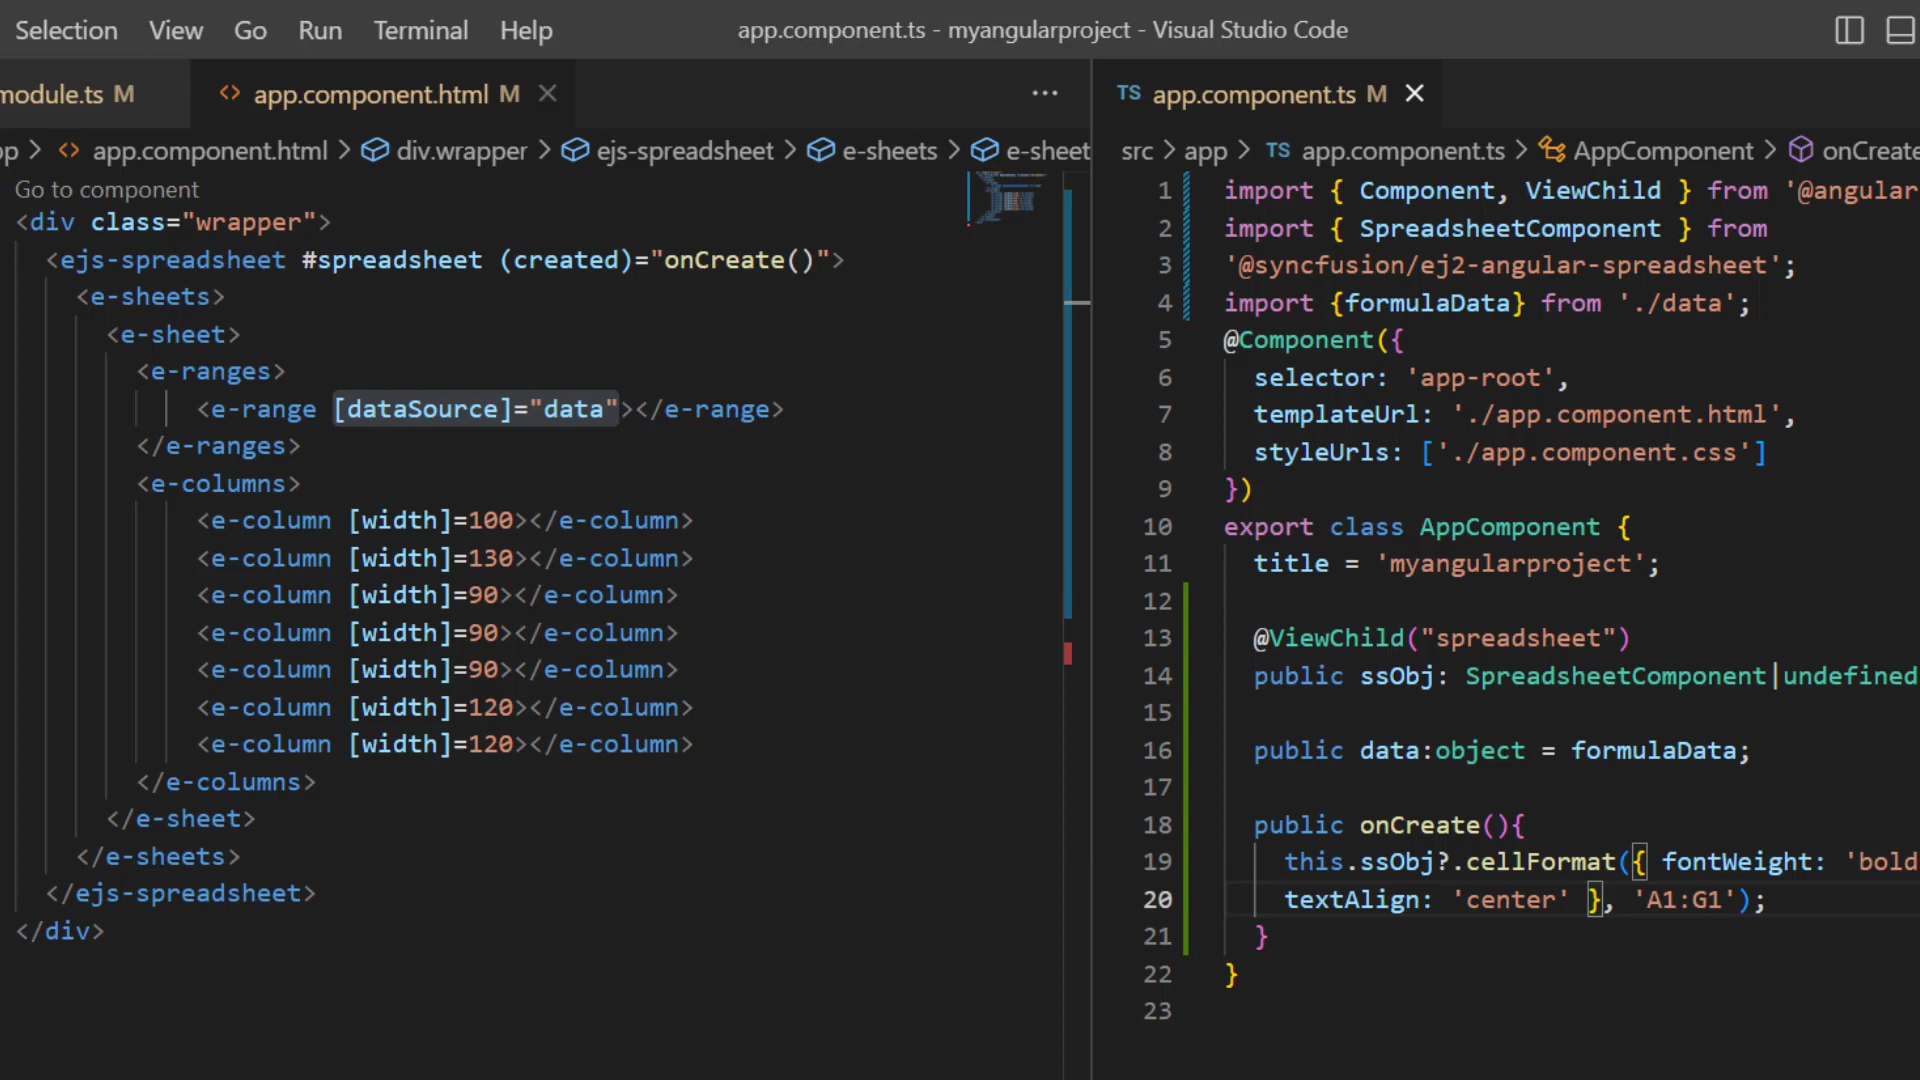 Selection View Go Run Terminal Help app.component.ts - myangularproject - Visual Studio Code
module.ts M <> app.component.html M ×
pp > <> app.component.html > div.wrapper > ejs-spreadsheet > e-sheets > e-sheet
Go to component
<div class="wrapper">
<ejs-spreadsheet #spreadsheet (created)="onCreate()">
<e-sheets>
<e-sheet>
<e-ranges>
<e-range [dataSource]="data"></e-range>
</e-ranges>
<e-columns>
<e-column [width]=100></e-column>
<e-column [width]=130></e-column>
<e-column [width]=90></e-column>
<e-column [width]=90></e-column>
<e-column [width]=90></e-column>
<e-column [width]=120></e-column>
<e-column [width]=120></e-column>
</e-columns>
</e-sheet>
</e-sheets>
</ejs-spreadsheet>
</div>
TS app.component.ts M ×
src > app > TS app.component.ts > AppComponent > onCreate
1 import { Component, ViewChild } from '@angular
2 import { SpreadsheetComponent } from
3 '@syncfusion/ej2-angular-spreadsheet';
4 import {formulaData} from './data';
5 @Component({
6 selector: 'app-root',
7 templateUrl: './app.component.html',
8 styleUrls: ['./app.component.css']
9 })
10 export class AppComponent {
11 title = 'myangularproject';
12
13 @ViewChild("spreadsheet")
14 public ssObj: SpreadsheetComponent|undefined
15
16 public data:object = formulaData;
17
18 public onCreate(){
19 this.ssObj?.cellFormat({ fontWeight: 'bold
20 textAlign: 'center' }, 'A1:G1');
21 }
22 }
23